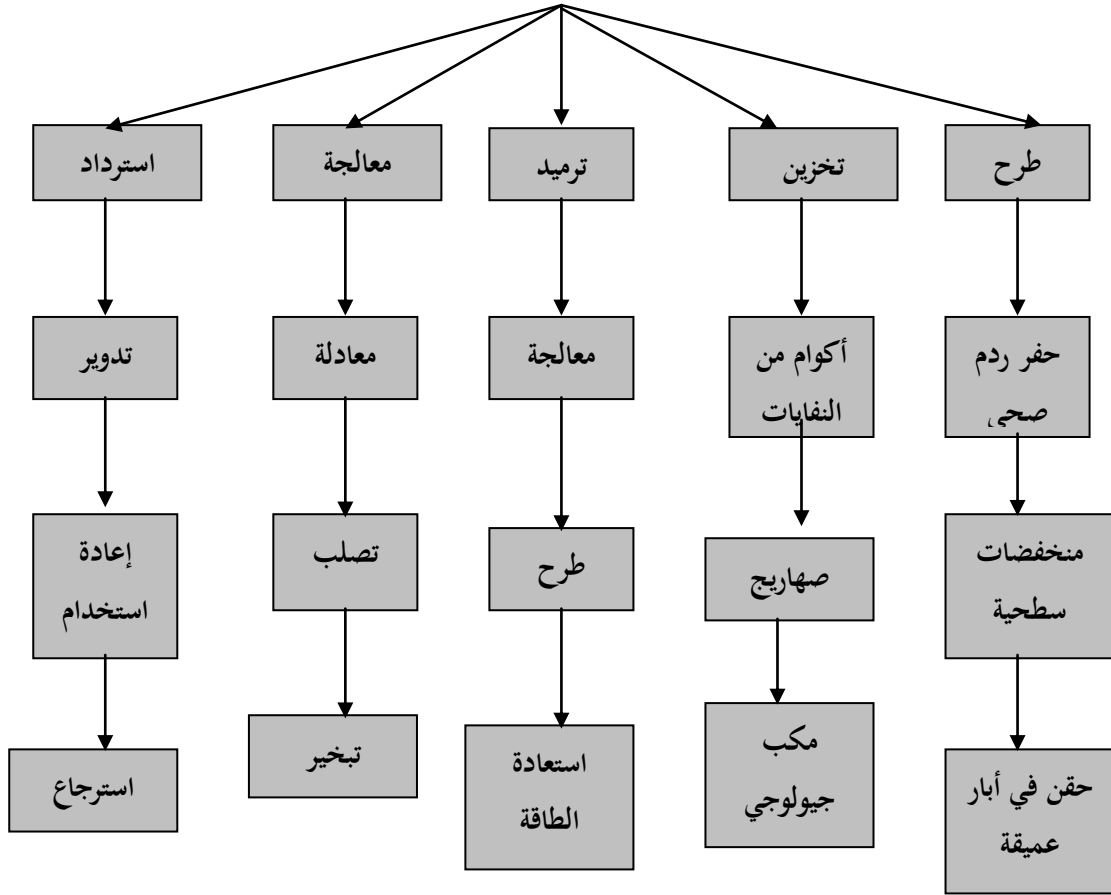 طرح
تخزين
ترميد
معالجة
استرداد
حفر ردم
صحي
أكوام من
النفايات
معالجة
معادلة
تدوير
منخفضات
سطحية
صهاريج
طرح
تصلب
إعادة
استخدام
حقن في أبار
عميقة
مكب
جيولوجي
استعادة
الطاقة
تبخير
استرجاع